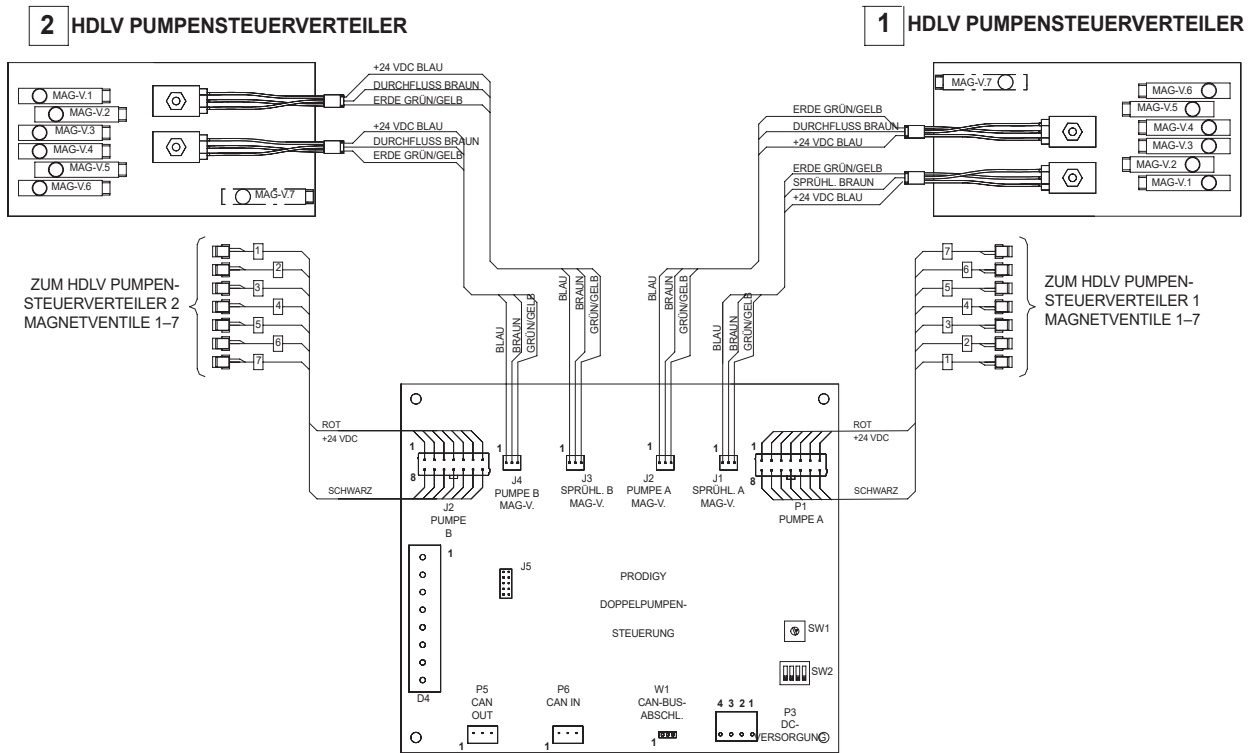 2 HDLV PUMPENSTEUERVERTEILER
1 HDLV PUMPENSTEUERVERTEILER
MAG-V.1
MAG-V.2
MAG-V.3
MAG-V.4
MAG-V.5
MAG-V.6
MAG-V.7
+24 VDC BLAU
DURCHFLUSS BRAUN
ERDE GRÜN/GELB
+24 VDC BLAU
DURCHFLUSS BRAUN
ERDE GRÜN/GELB
ERDE GRÜN/GELB
DURCHFLUSS BRAUN
+24 VDC BLAU
ERDE GRÜN/GELB
SPRÜHL. BRAUN
+24 VDC BLAU
MAG-V.7
MAG-V.6
MAG-V.5
MAG-V.4
MAG-V.3
MAG-V.2
MAG-V.1
ZUM HDLV PUMPEN-
STEUERVERTEILER 2
MAGNETVENTILE 1–7
1
2
3
4
5
6
7
BLAU
BRAUN
GRÜN/GELB
BLAU
BRAUN
GRÜN/GELB
BLAU
BRAUN
GRÜN/GELB
BLAU
BRAUN
GRÜN/GELB
7
6
5
4
3
2
1
ZUM HDLV PUMPEN-
STEUERVERTEILER 1
MAGNETVENTILE 1–7
ROT
+24 VDC
SCHWARZ
1
8
J2
PUMPE
B
1
J4
PUMPE B
MAG-V.
1
J3
SPRÜHL. B
MAG-V.
1
J2
PUMPE A
MAG-V.
1
J1
SPRÜHL. A
MAG-V.
1
8
P1
PUMPE A
ROT
+24 VDC
SCHWARZ
1
D4
J5
PRODIGY
DOPPELPUMPEN-
STEUERUNG
SW1
SW2
P5
CAN
OUT
1
P6
CAN IN
1
W1
CAN-BUS-
ABSCHL.
1
4 3 2 1
P3
DC-
VERSORGUNG